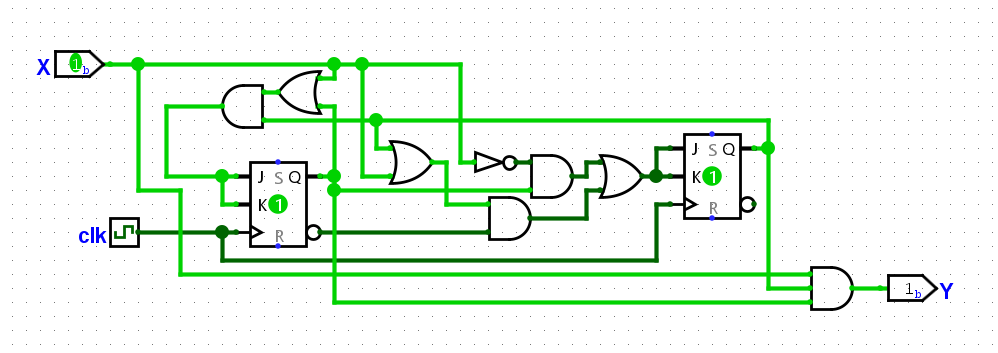 X 1b
J S Q
J S Q
K 1
K 1
R
R
clk
1b Y